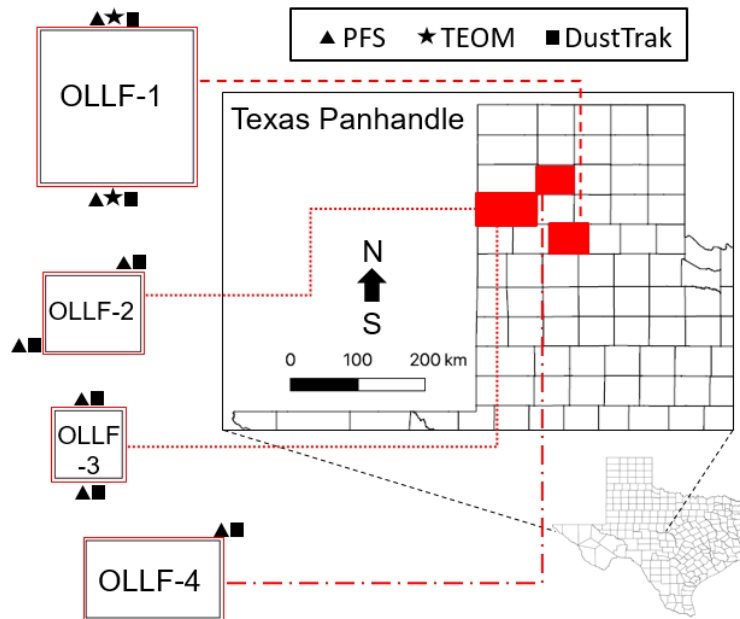 ▲ PFS ★ TEOM ■ DustTrak
OLLF-1
Texas Panhandle
N
S
0 100 200 km
OLLF-2
OLLF
-3
OLLF-4